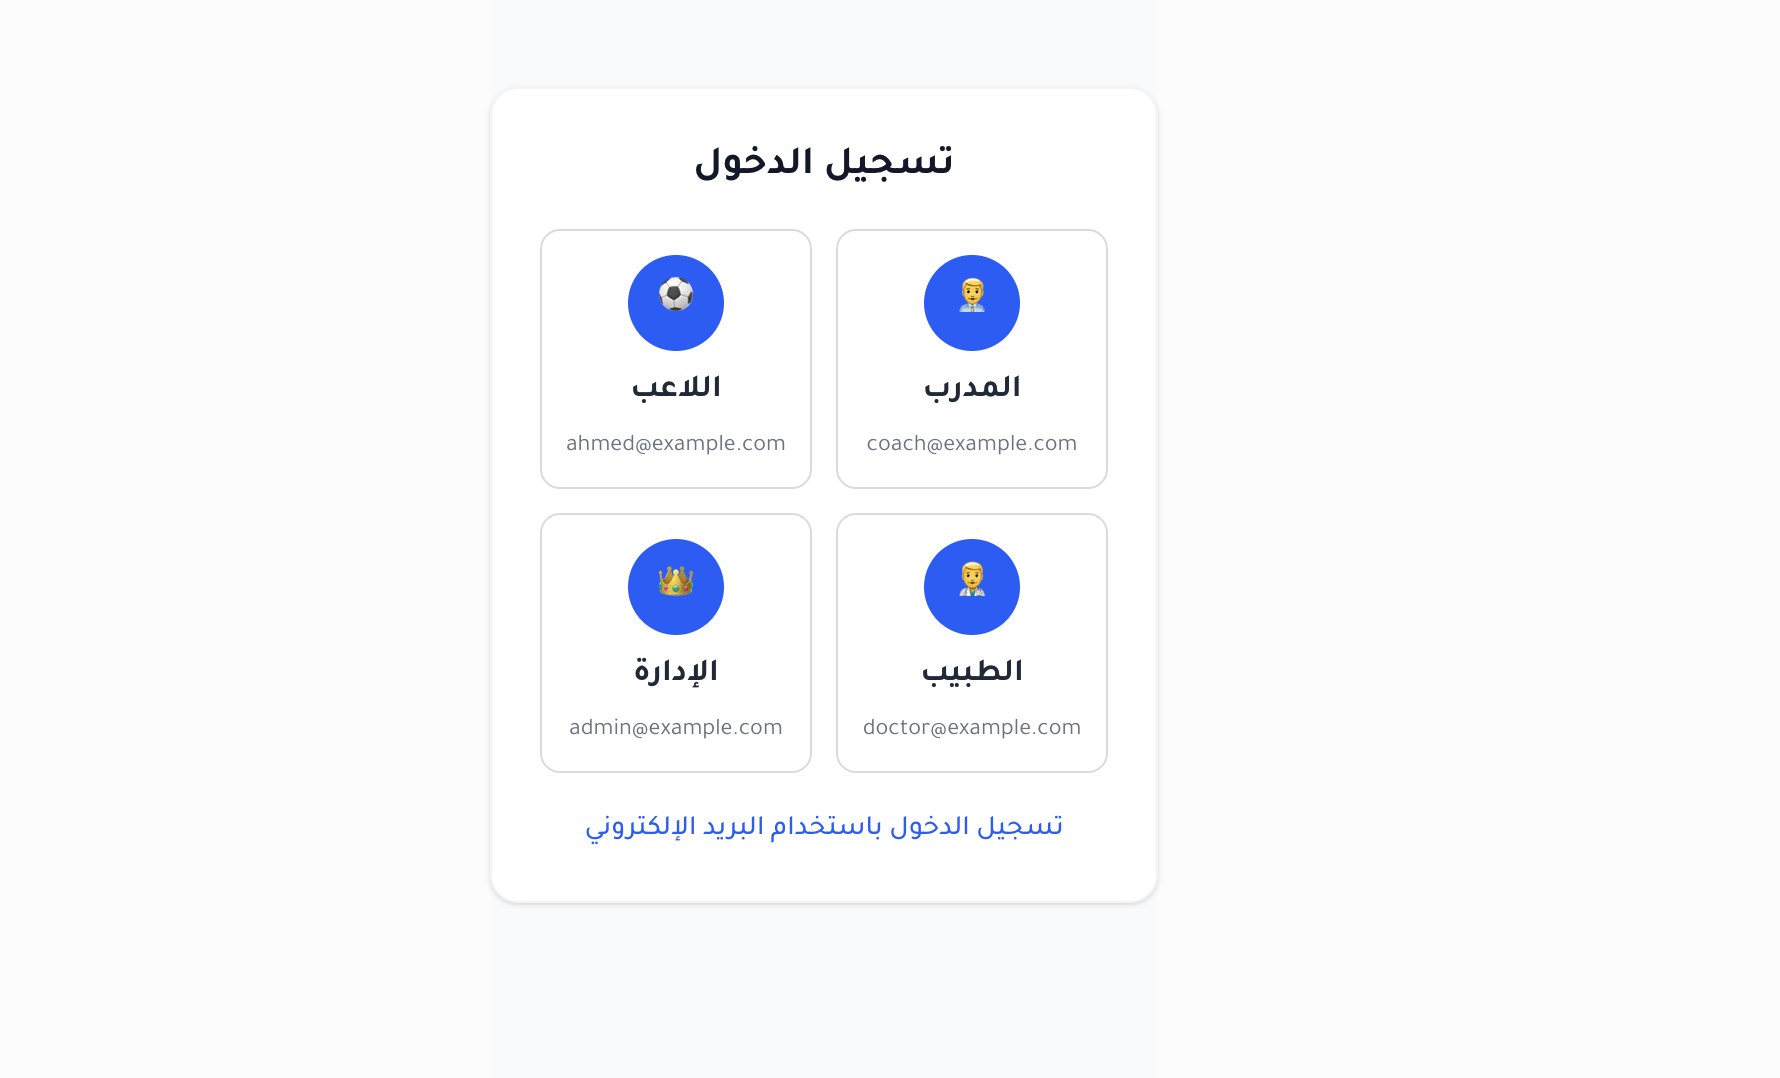 تسجيل الدخول
المدرب
coach@example.com
اللاعب
ahmed@example.com
الطبيب
doctor@example.com
الإدارة
admin@example.com
تسجيل الدخول باستخدام البريد الإلكتروني